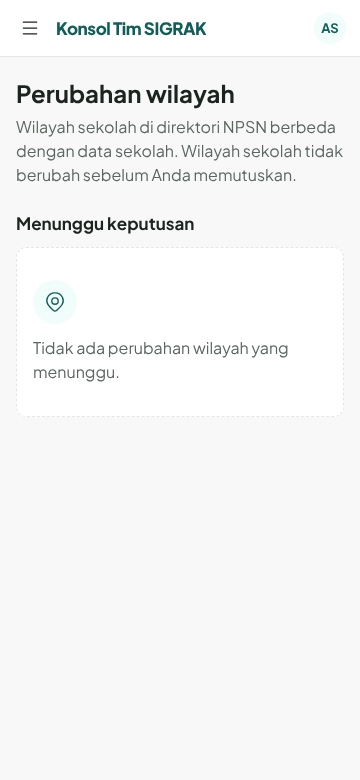 Konsol Tim SIGRAK
AS
Perubahan wilayah
Wilayah sekolah di direktori NPSN berbeda
dengan data sekolah. Wilayah sekolah tidak
berubah sebelum Anda memutuskan.
Menunggu keputusan
Tidak ada perubahan wilayah yang
menunggu.